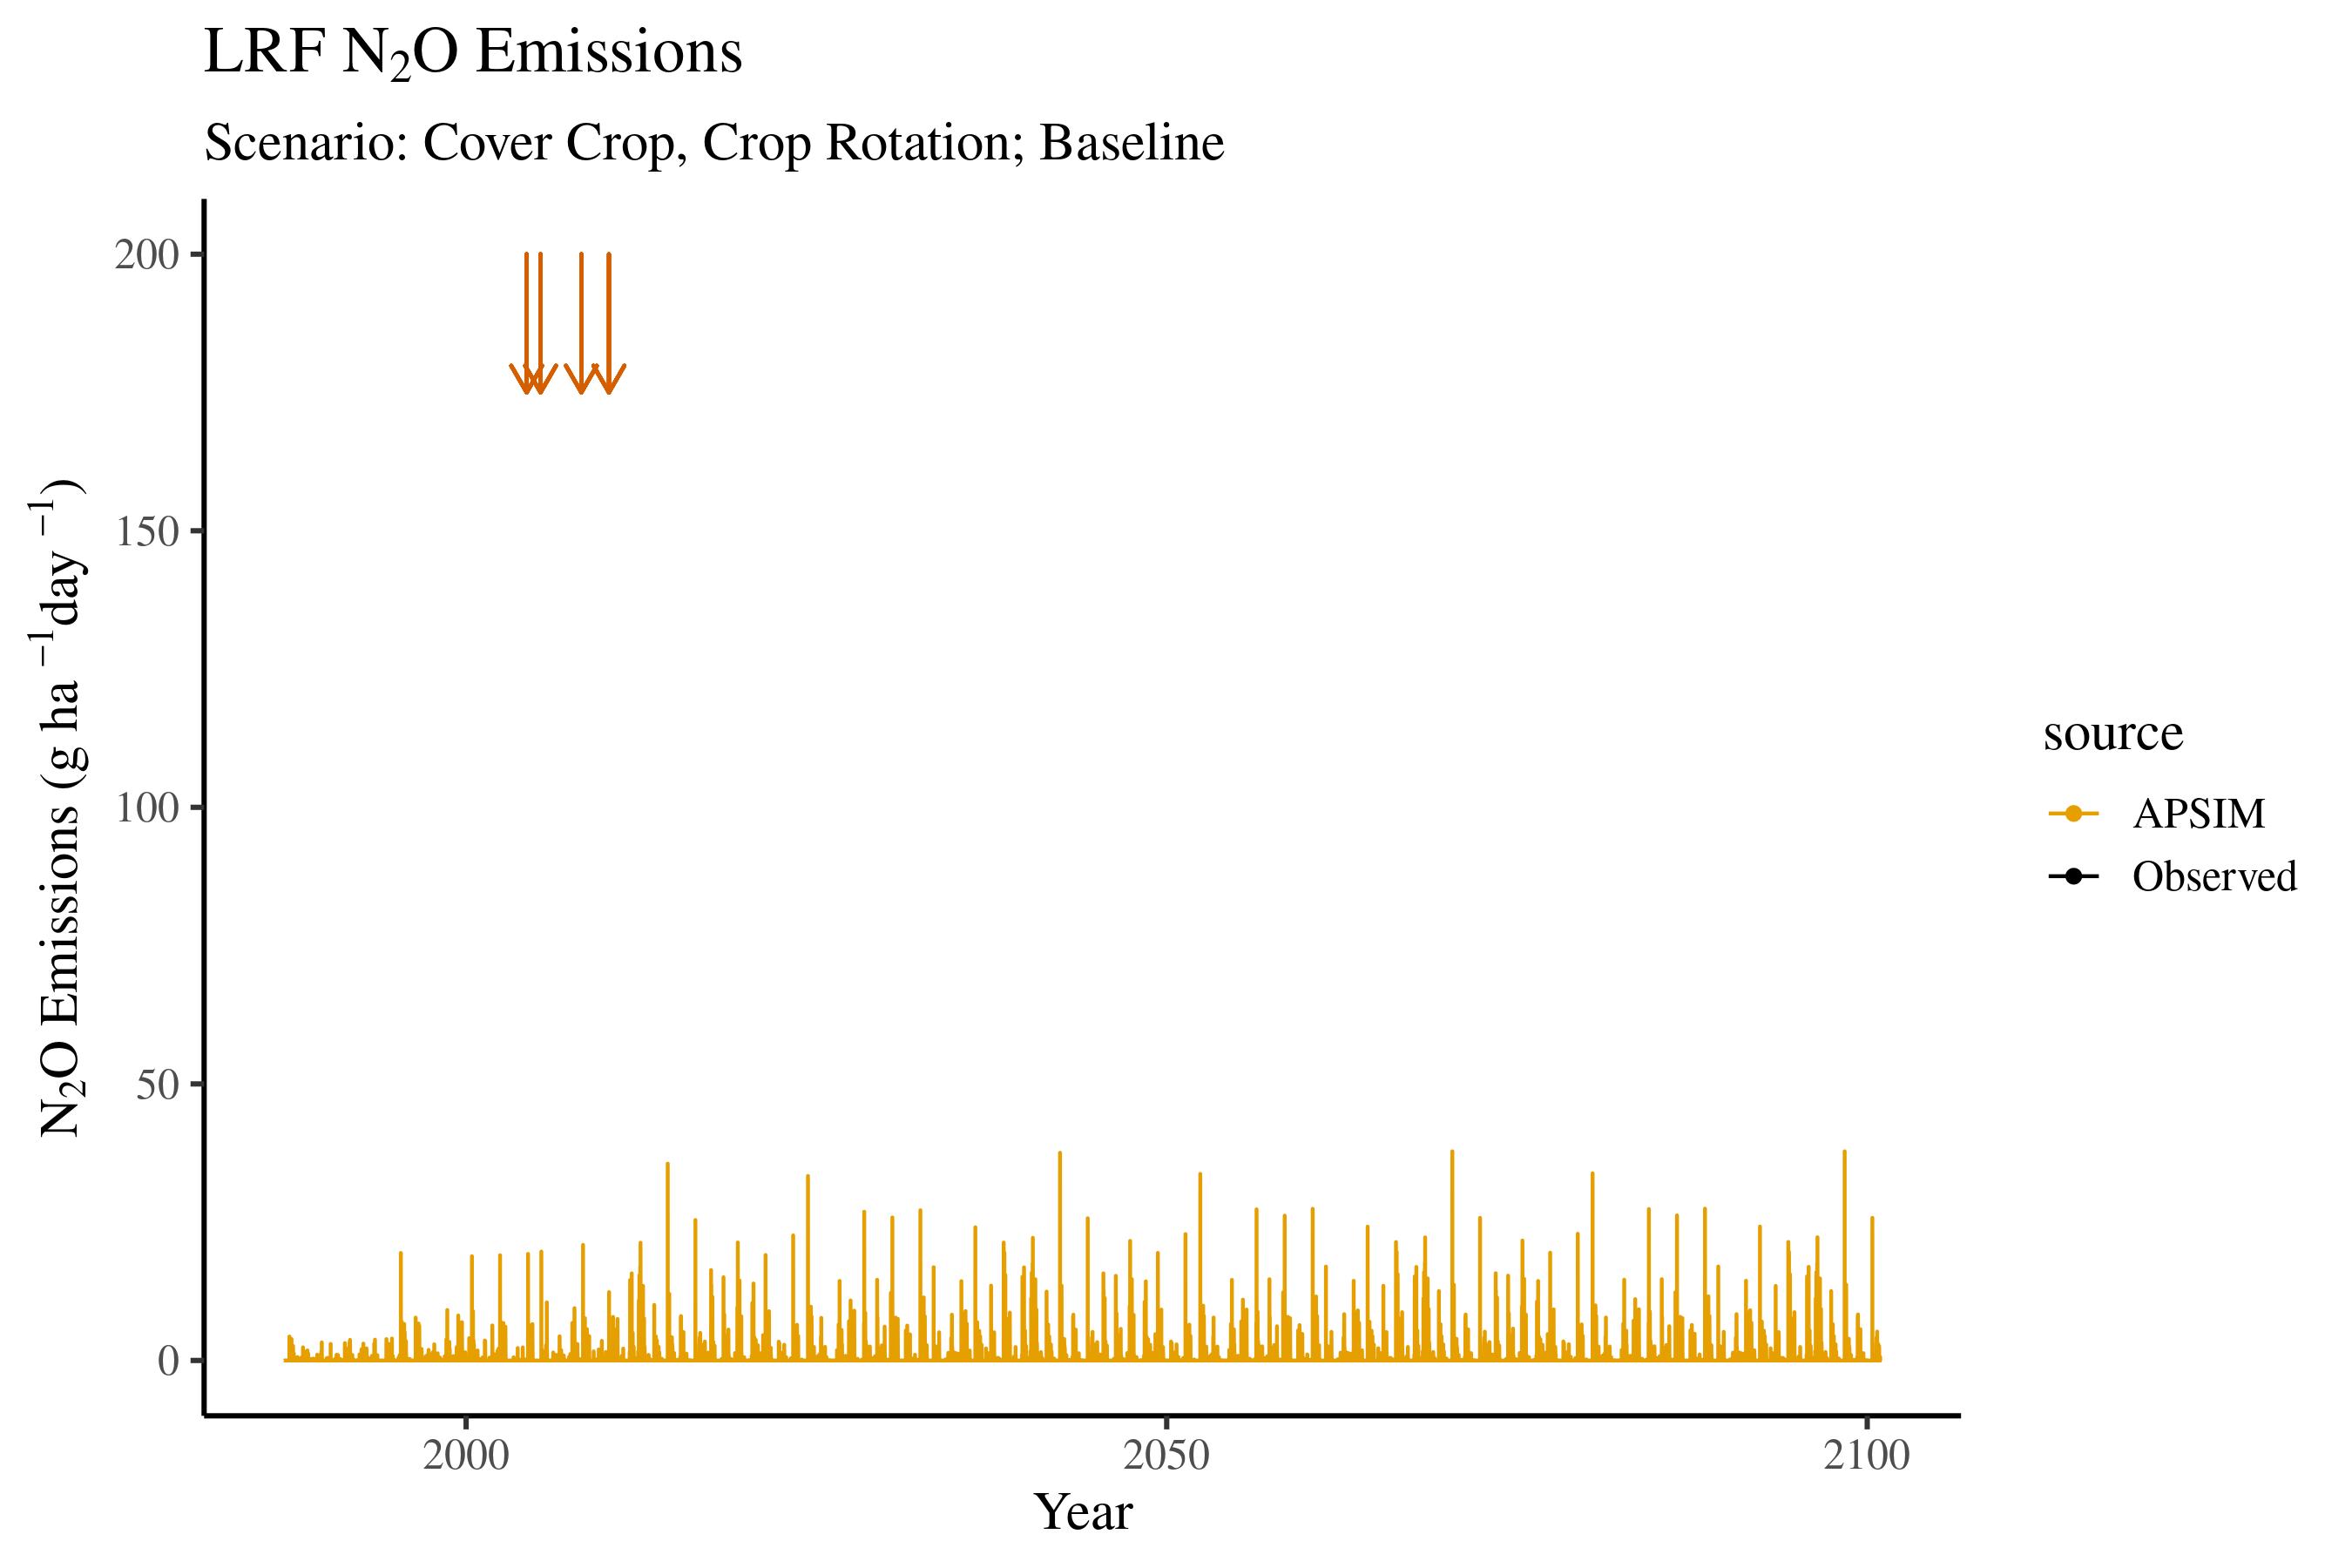 LRF N₂O Emissions
Scenario: Cover Crop, Crop Rotation; Baseline
N₂O Emissions (g ha ⁻¹day ⁻¹)
200
150
100
50
0
2000
2050
2100
Year
source
APSIM
Observed